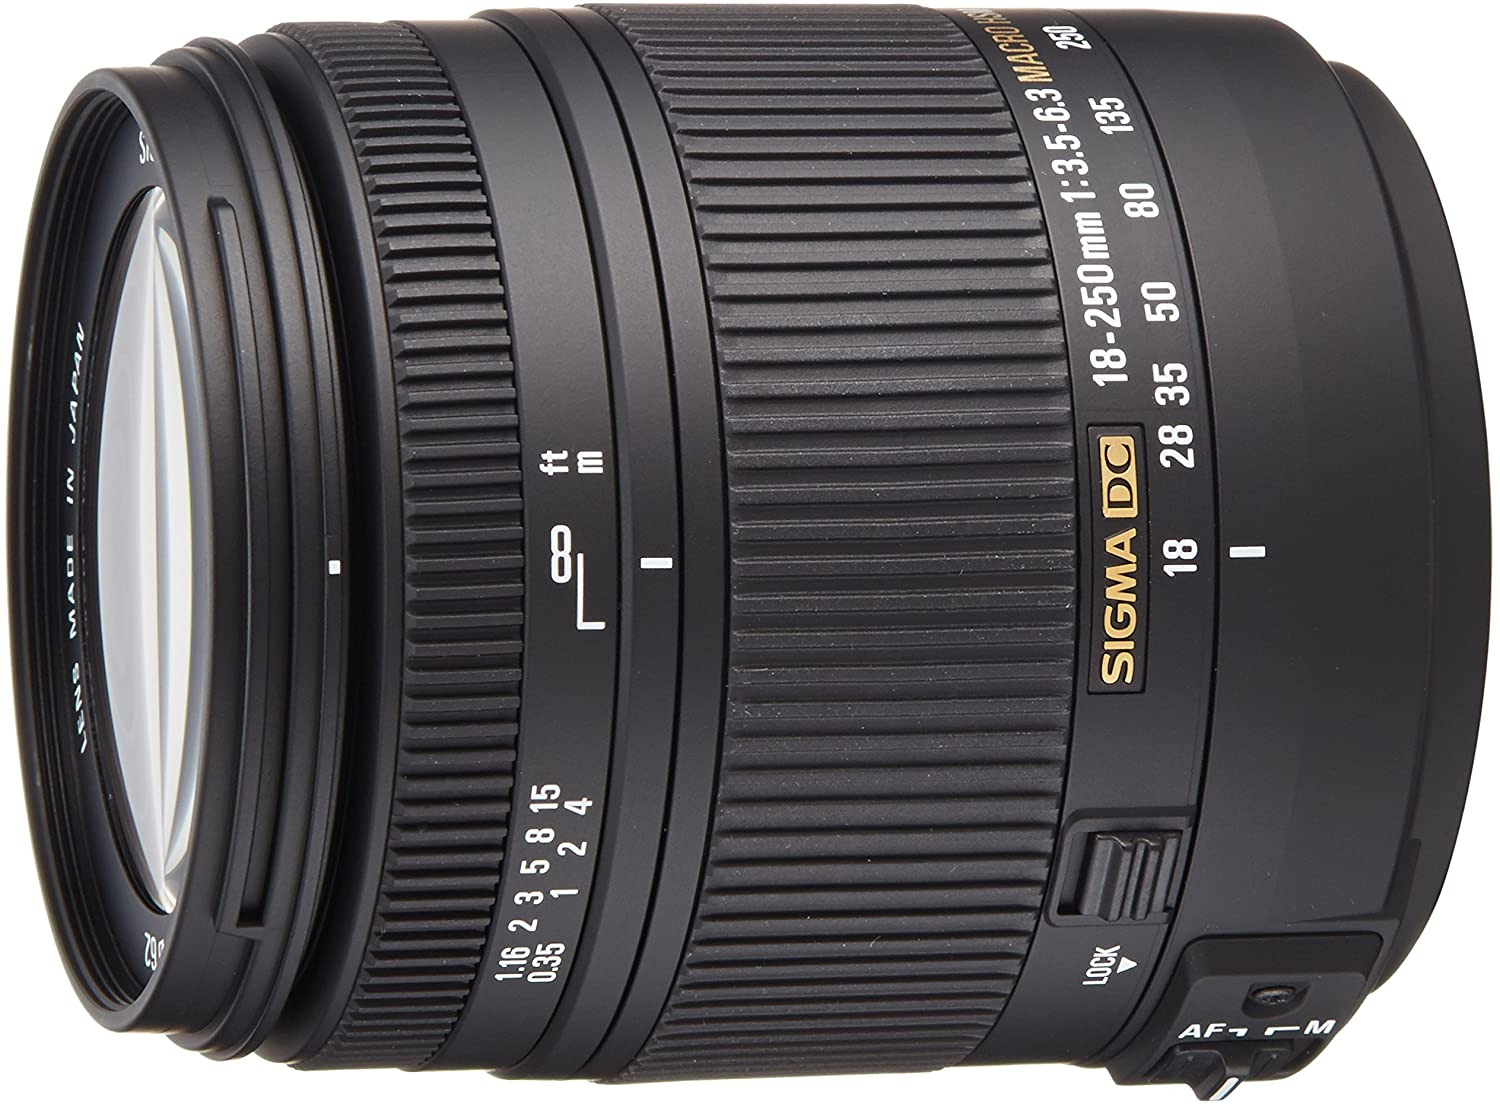 LENS MADE IN JAPAN
62
ft
m
∞
1.16 2 3 5 8 15
0.35 1 2 4
18-250mm 1:3.5-6.3 MACRO
SIGMA DC
18 28 35 50 80 135 250
LOCK
AF M